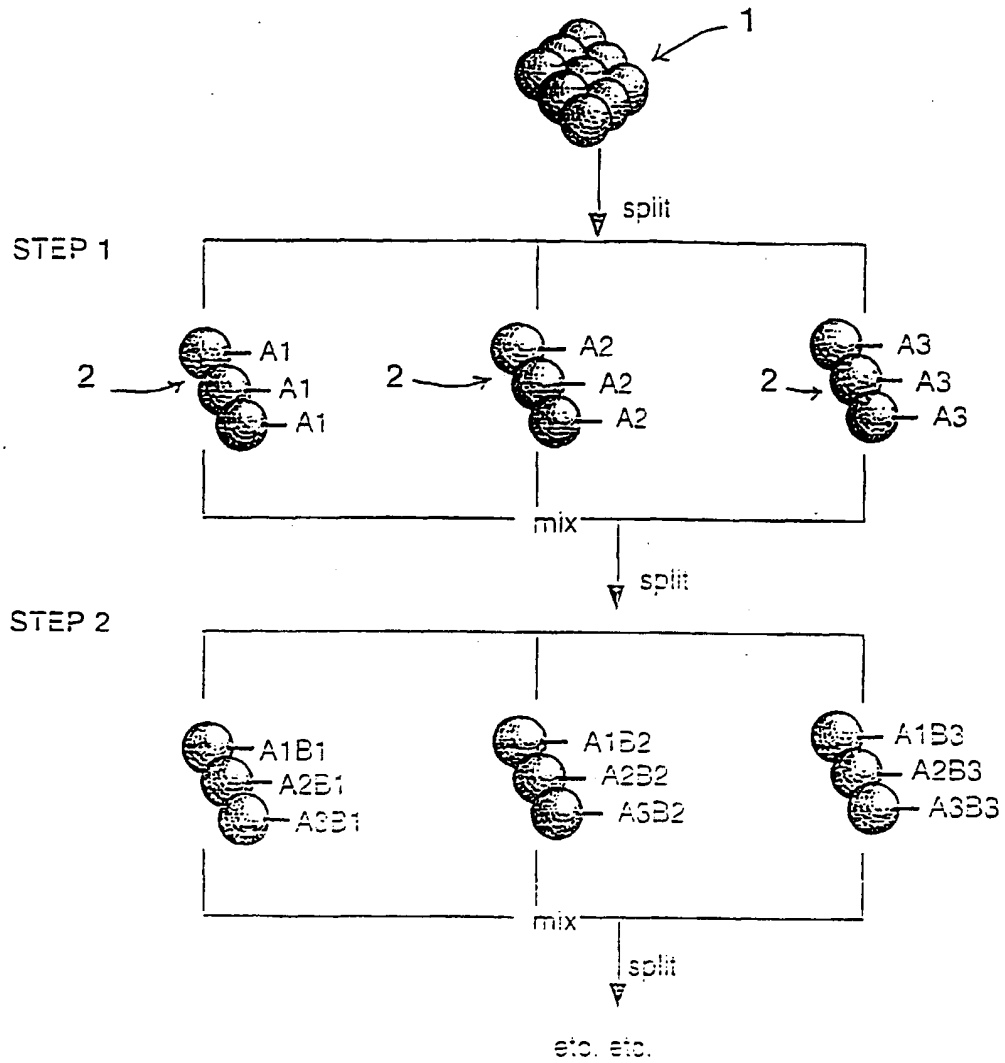 1
split
STEP 1
A1 A2 A3
2 A1 2 A2 2 A3
A1 A2 A3
mix
split
STEP 2
A1B1 A1B2 A1B3
A2B1 A2B2 A2B3
A3B1 A3B2 A3B3
mix
split
etc. etc.